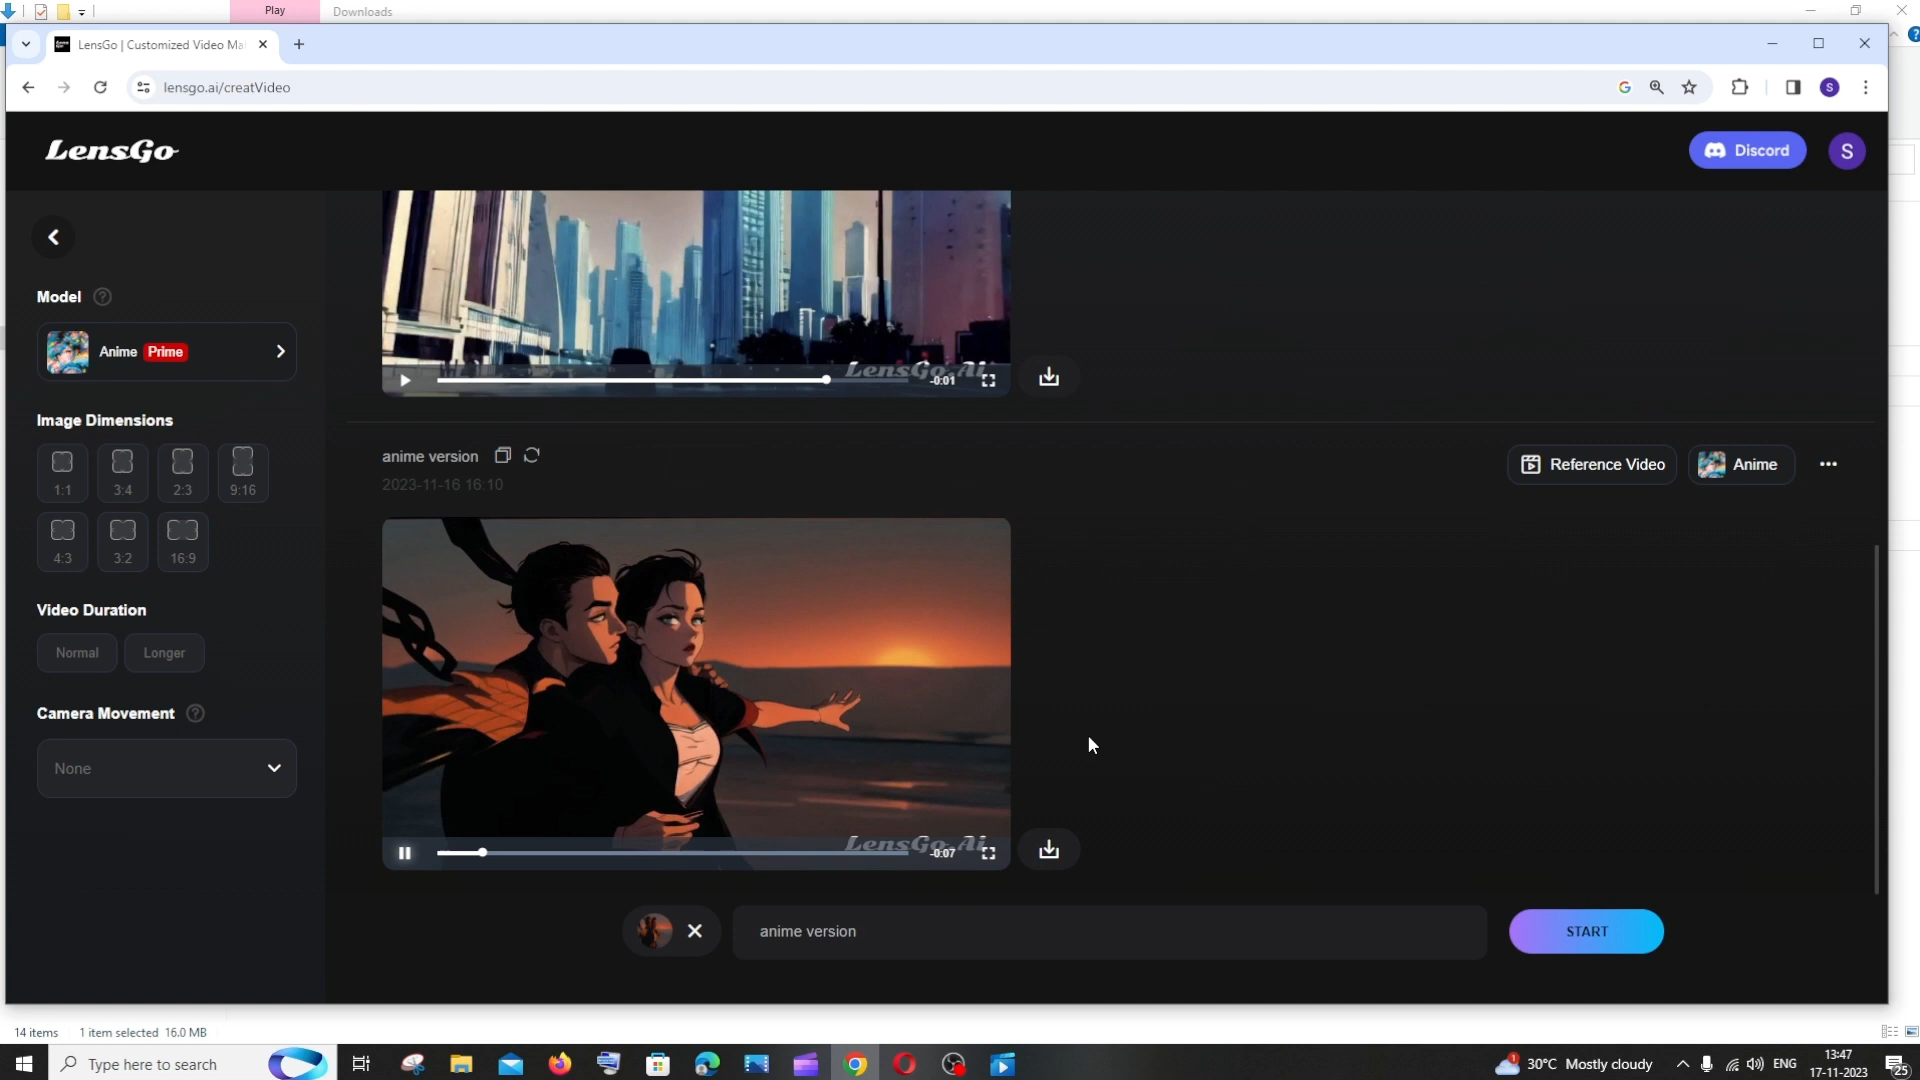 Play
Downloads
LensGo | Customized Video Ma
lensgo.ai/creatVideo
S
LensGo
Discord
S
Model ?
Anime Prime
LensGo.Ai
-0:01
Image Dimensions
1:1 3:4 2:3 9:16
4:3 3:2 16:9
anime version
2023-11-16 16:10
Reference Video
Anime
Video Duration
Normal Longer
Camera Movement ?
None
LensGo.Ai
-0:07
anime version
START
14 items 1 item selected 16.0 MB
Type here to search
1
30°C Mostly cloudy
ENG
13:47
17-11-2023
25